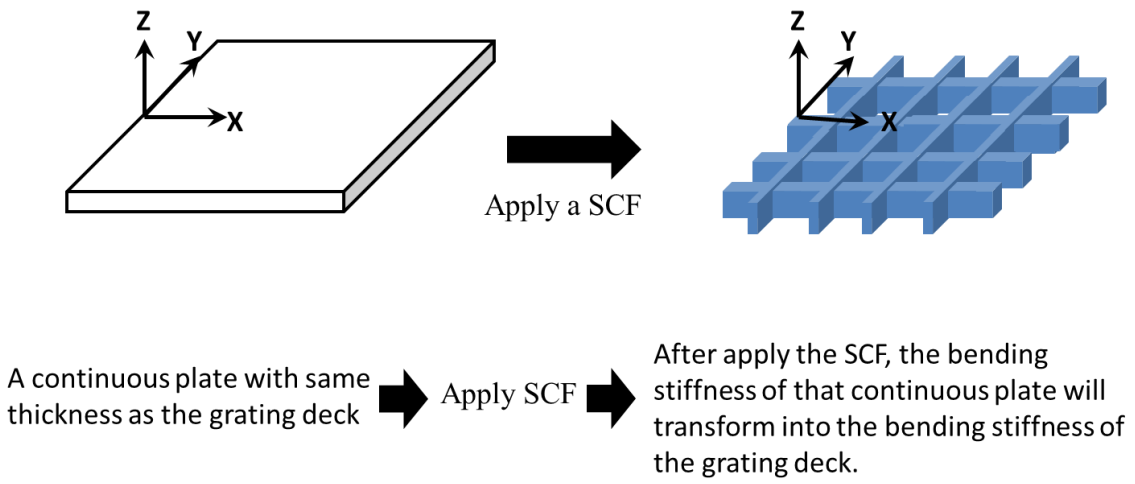 Z
Y
X
Apply a SCF
Z
Y
X
A continuous plate with same
thickness as the grating deck
Apply SCF
After apply the SCF, the bending
stiffness of that continuous plate will
transform into the bending stiffness of
the grating deck.